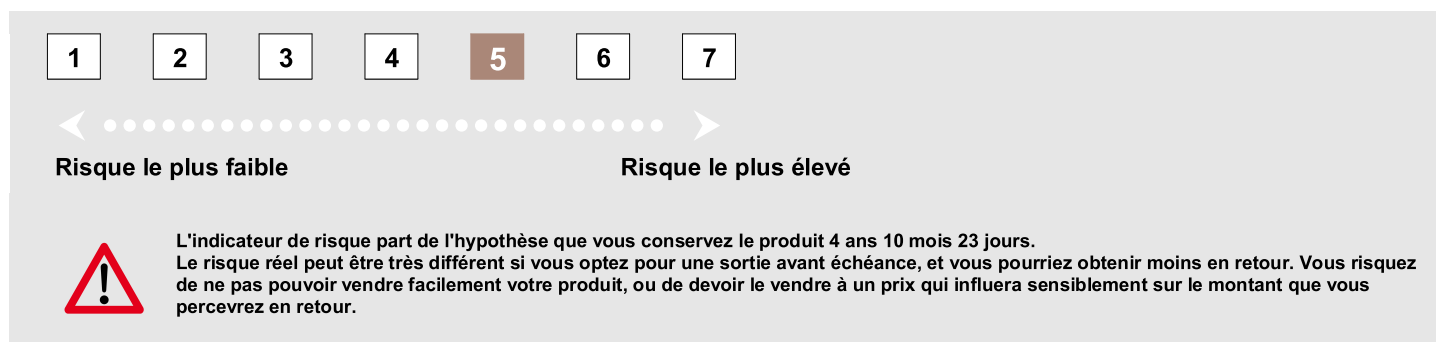 1 2 3 4 5 6 7
Risque le plus faible Risque le plus élevé
L'indicateur de risque part de l'hypothèse que vous conservez le produit 4 ans 10 mois 23 jours.
Le risque réel peut être très différent si vous optez pour une sortie avant échéance, et vous pourriez obtenir moins en retour. Vous risquez
de ne pas pouvoir vendre facilement votre produit, ou de devoir le vendre à un prix qui influera sensiblement sur le montant que vous
percevrez en retour.